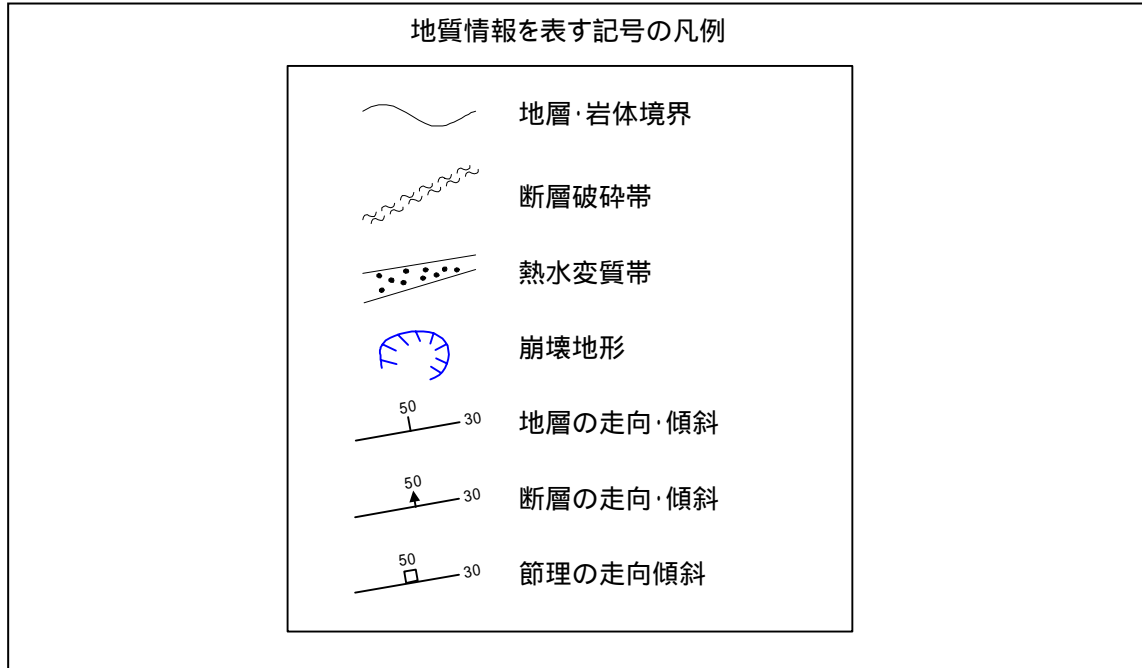 地質情報を表す記号の凡例
地層・岩体境界
断層破砕帯
熱水変質帯
崩壊地形
50 30 地層の走向・傾斜
50 30 断層の走向・傾斜
50 30 節理の走向傾斜